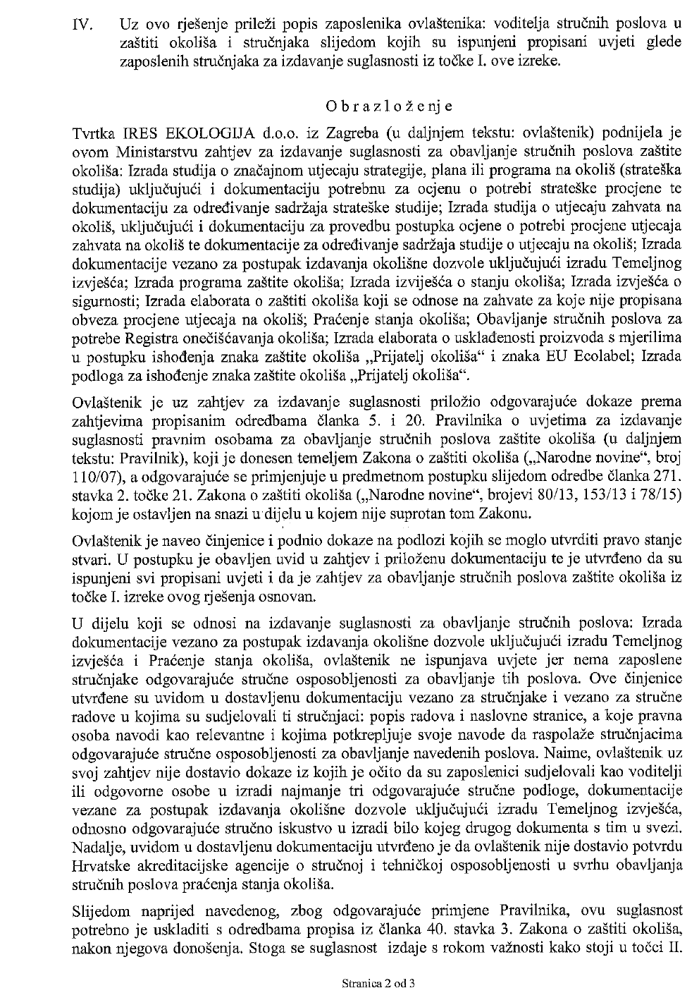 IV. Uz ovo rješenje prileži popis zaposlenika ovlaštenika: voditelja stručnih poslova u
zaštiti okoliša i stručnjaka slijedom kojih su ispunjeni propisani uvjeti glede
zaposlenih stručnjaka za izdavanje suglasnosti iz točke I. ove izreke.
O b r a z l o ž e nj e
Tvrtka IRES EKOLOGIJA d.o.o. iz Zagreba (u daljnjem tekstu: ovlaštenik) podnijela je
ovom Ministarstvu zahtjev za izdavanje suglasnosti za obavljanje stručnih poslova zaštite
okoliša: Izrada studija o značajnom utjecaju strategije, plana ili programa na okoliš (strateška
studija) uključujući i dokumentaciju potrebnu za ocjenu o potrebi strateške procjene te
dokumentaciju za određivanje sadržaja strateške studije; Izrada studija o utjecaju zahvata na
okoliš, uključujući i dokumentaciju za provedbu postupka ocjene o potrebi procjene utjecaja
zahvata na okoliš te dokumentacije za određivanje sadržaja studije o utjecaju na okoliš; Izrada
dokumentacije vezano za postupak izdavanja okolišne dozvole uključujući izradu Temeljnog
izvješća; Izrada programa zaštite okoliša; Izrada izviješća o stanju okoliša; Izrada izvješća o
sigurnosti; Izrada elaborata o zaštiti okoliša koji se odnose na zahvate za koje nije propisana
obveza procjene utjecaja na okoliš; Praćenje stanja okoliša; Obavljanje stručnih poslova za
potrebe Registra onečišćavanja okoliša; Izrada elaborata o usklađenosti proizvoda s mjerilima
u postupku ishođenja znaka zaštite okoliša „Prijatelj okoliša“ i znaka EU Ecolabel; Izrada
podloga za ishođenje znaka zaštite okoliša „Prijatelj okoliša“.
Ovlaštenik je uz zahtjev za izdavanje suglasnosti priložio odgovarajuće dokaze prema
zahtjevima propisanim odredbama članka 5. i 20. Pravilnika o uvjetima za izdavanje
suglasnosti pravnim osobama za obavljanje stručnih poslova zaštite okoliša (u daljnjem
tekstu: Pravilnik), koji je donesen temeljem Zakona o zaštiti okoliša („Narodne novine“, broj
110/07), a odgovarajuće se primjenjuje u predmetnom postupku slijedom odredbe članka 271.
stavka 2. točke 21. Zakona o zaštiti okoliša („Narodne novine“, brojevi 80/13, 153/13 i 78/15)
kojom je ostavljen na snazi u dijelu u kojem nije suprotan tom Zakonu.
Ovlaštenik je naveo činjenice i podnio dokaze na podlozi kojih se moglo utvrditi pravo stanje
stvari. U postupku je obavljen uvid u zahtjev i priloženu dokumentaciju te je utvrđeno da su
ispunjeni svi propisani uvjeti i da je zahtjev za obavljanje stručnih poslova zaštite okoliša iz
točke I. izreke ovog rješenja osnovan.
U dijelu koji se odnosi na izdavanje suglasnosti za obavljanje stručnih poslova: Izrada
dokumentacije vezano za postupak izdavanja okolišne dozvole uključujući izradu Temeljnog
izvješća i Praćenje stanja okoliša, ovlaštenik ne ispunjava uvjete jer nema zaposlene
stručnjake odgovarajuće stručne osposobljenosti za obavljanje tih poslova. Ove činjenice
utvrđene su uvidom u dostavljenu dokumentaciju vezano za stručnjake i vezano za stručne
radove u kojima su sudjelovali ti stručnjaci: popis radova i naslovne stranice, a koje pravna
osoba navodi kao relevantne i kojima potkrepljuje svoje navode da raspolaže stručnjacima
odgovarajuće stručne osposobljenosti za obavljanje navedenih poslova. Naime, ovlaštenik uz
svoj zahtjev nije dostavio dokaze iz kojih je očito da su zaposlenici sudjelovali kao voditelji
ili odgovorne osobe u izradi najmanje tri odgovarajuće stručne podloge, dokumentacije
vezane za postupak izdavanja okolišne dozvole uključujući izradu Temeljnog izvješća,
odnosno odgovarajuće stručno iskustvo u izradi bilo kojeg drugog dokumenta s tim u svezi.
Nadalje, uvidom u dostavljenu dokumentaciju utvrđeno je da ovlaštenik nije dostavio potvrdu
Hrvatske akreditacijske agencije o stručnoj i tehničkoj osposobljenosti u svrhu obavljanja
stručnih poslova praćenja stanja okoliša.
Slijedom naprijed navedenog, zbog odgovarajuće primjene Pravilnika, ovu suglasnost
potrebno je uskladiti s odredbama propisa iz članka 40. stavka 3. Zakona o zaštiti okoliša,
nakon njegova donošenja. Stoga se suglasnost izdaje s rokom važnosti kako stoji u točci II.
Stranica 2 od 3